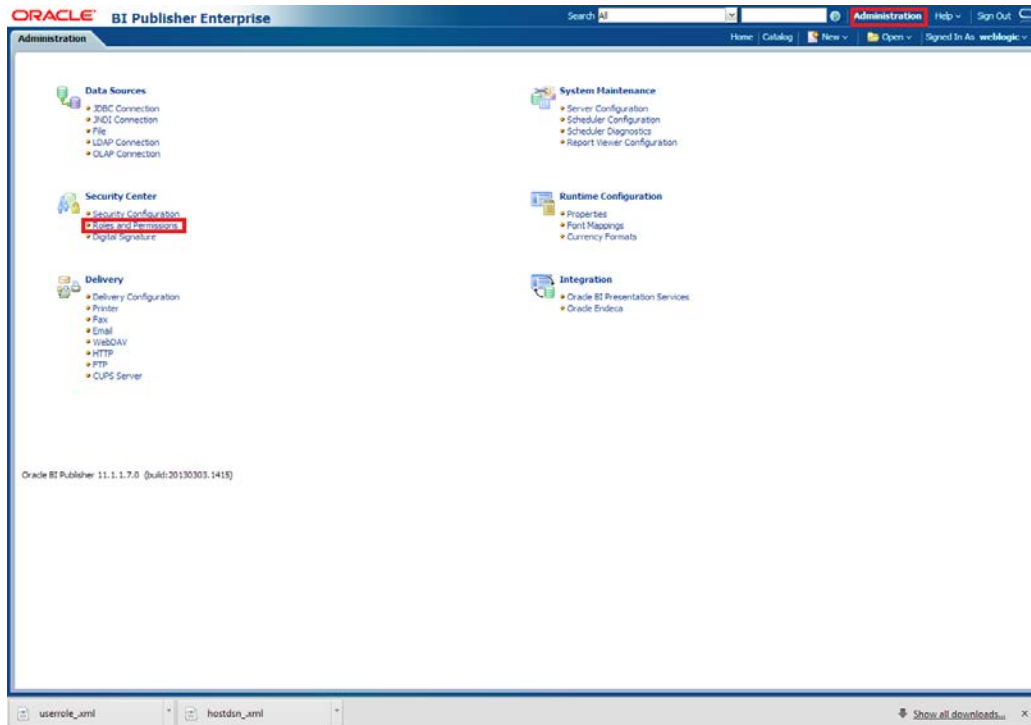 ORACLE BI Publisher Enterprise
Search All
Administration Help Sign Out
Administration
Home Catalog New Open Signed In As weblogic
Data Sources
JDBC Connection
JNDI Connection
File
LDAP Connection
OLAP Connection
System Maintenance
Server Configuration
Scheduler Configuration
Scheduler Diagnostics
Report Viewer Configuration
Security Center
Security Configuration
Roles and Permissions
Digital Signature
Runtime Configuration
Properties
Font Mappings
Currency Formats
Delivery
Delivery Configuration
Printer
Fax
Email
WebDAV
HTTP
FTP
CUPS Server
Integration
Oracle BI Presentation Services
Oracle Endeca
Oracle BI Publisher 11.1.1.7.0 (build:20130303.1415)
userrole_.xml
hostdsn_.xml
Show all downloads...